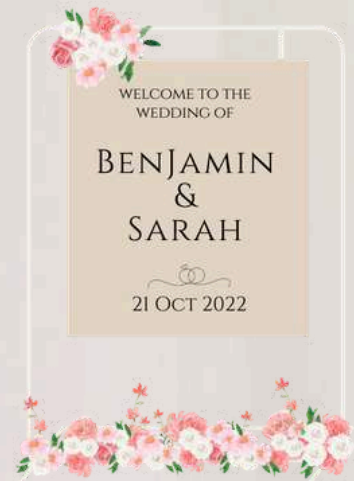 WELCOME TO THE
WEDDING OF
BENJAMIN
&
SARAH
21 OCT 2022